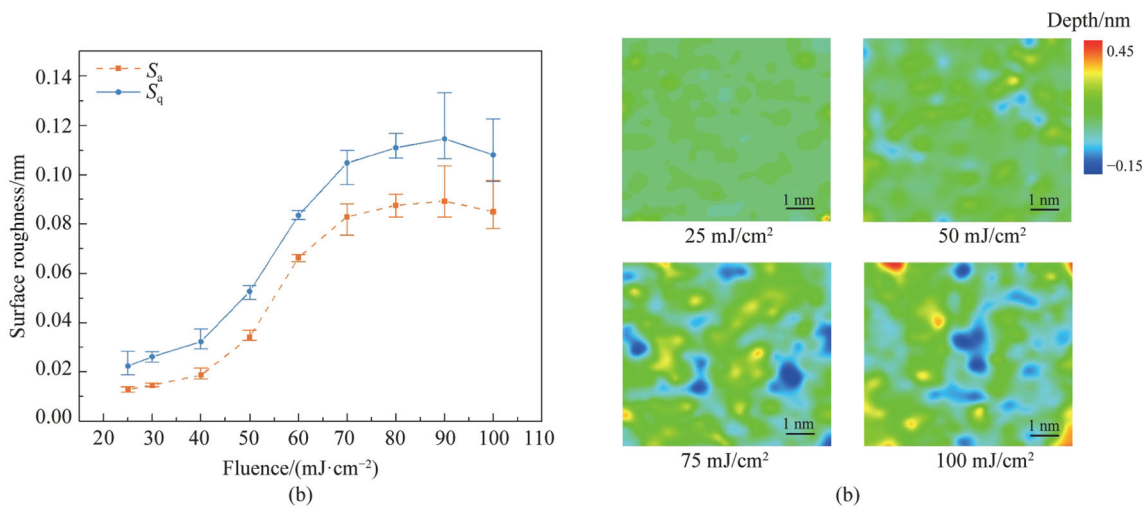 0.14
0.12
0.10
0.08
0.06
0.04
0.02
0.00
Surface roughness/nm
Sa
Sq
20 30 40 50 60 70 80 90 100 110
Fluence/(mJ·cm⁻²)
(b)
Depth/nm
0.45
−0.15
1 nm
25 mJ/cm²
1 nm
50 mJ/cm²
1 nm
75 mJ/cm²
1 nm
100 mJ/cm²
(b)